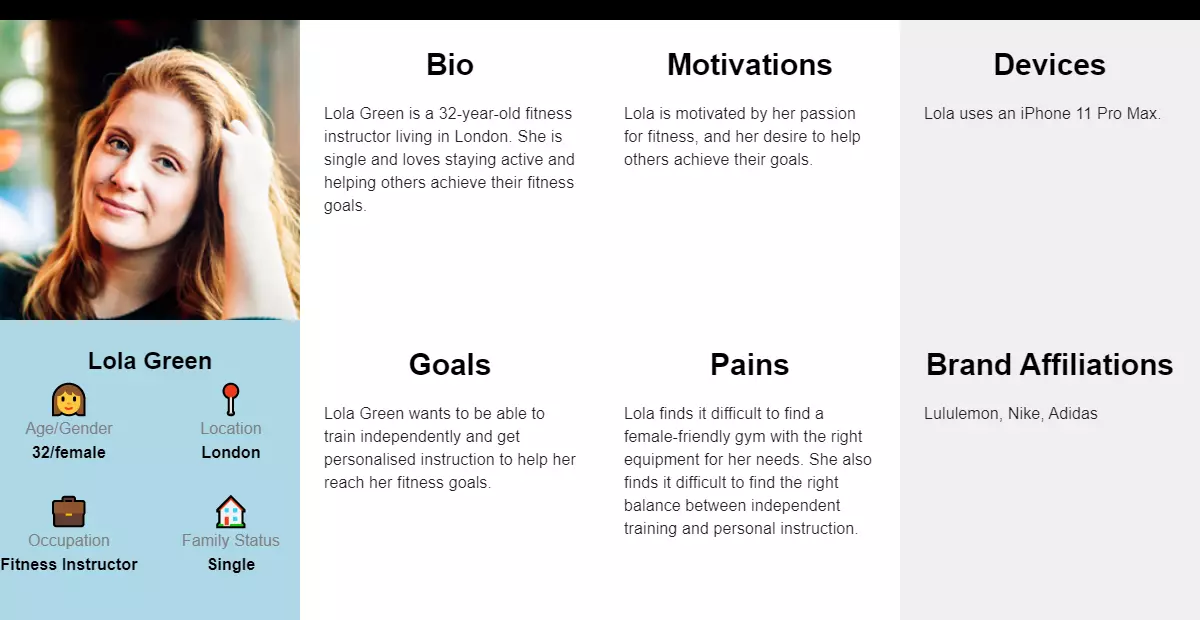 Bio
Lola Green is a 32-year-old fitness
instructor living in London. She is
single and loves staying active and
helping others achieve their fitness
goals.
Motivations
Lola is motivated by her passion
for fitness, and her desire to help
others achieve their goals.
Devices
Lola uses an iPhone 11 Pro Max.
Lola Green
Age/Gender
32/female
Location
London
Occupation
Fitness Instructor
Family Status
Single
Goals
Lola Green wants to be able to
train independently and get
personalised instruction to help her
reach her fitness goals.
Pains
Lola finds it difficult to find a
female-friendly gym with the right
equipment for her needs. She also
finds it difficult to find the right
balance between independent
training and personal instruction.
Brand Affiliations
Lululemon, Nike, Adidas